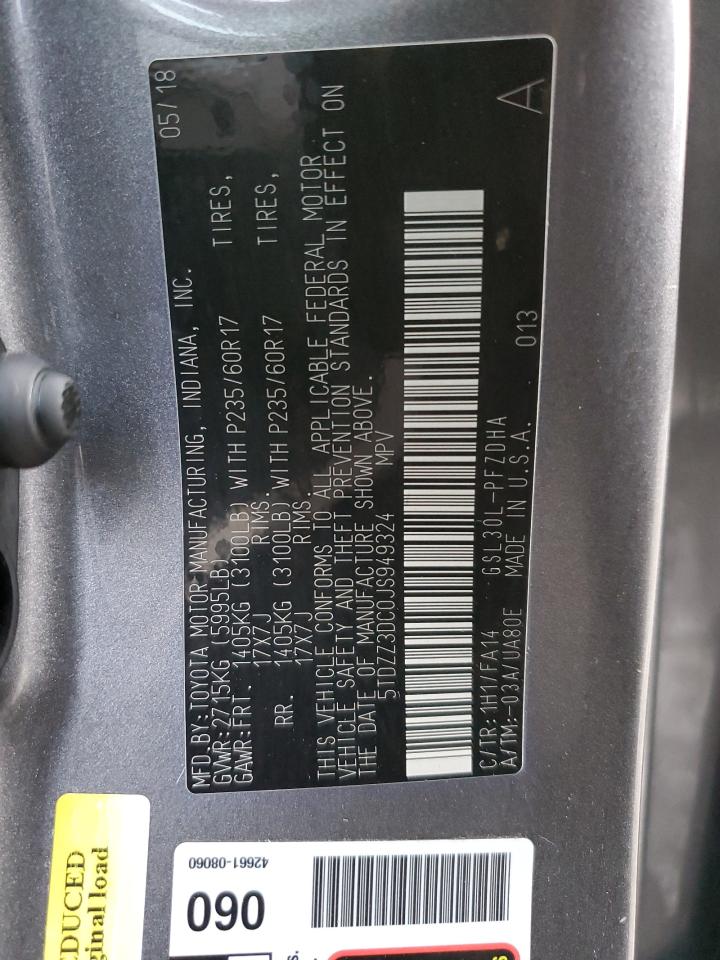 MFD.BY:TOYOTA MOTOR MANUFACTURING, INDIANA, INC. 05/18
GVWR:2715KG (5995LB)
GAWR:FRT. 1405KG (3100LB) WITH P235/60R17 TIRES,
17X7J RIMS.
RR. 1405KG (3100LB) WITH P235/60R17 TIRES,
17X7J RIMS.
THIS VEHICLE CONFORMS TO ALL APPLICABLE FEDERAL MOTOR
VEHICLE SAFETY AND THEFT PREVENTION STANDARDS IN EFFECT ON
THE DATE OF MANUFACTURE SHOWN ABOVE.
5TDZZ3DC0JS949324 MPV
C/TR:1H1/FA14 GSL30L-PFZDHA 013 A
A/TM:-03A/UA80E MADE IN U.S.A.
EDUCED
ginal load
42661-08060
060